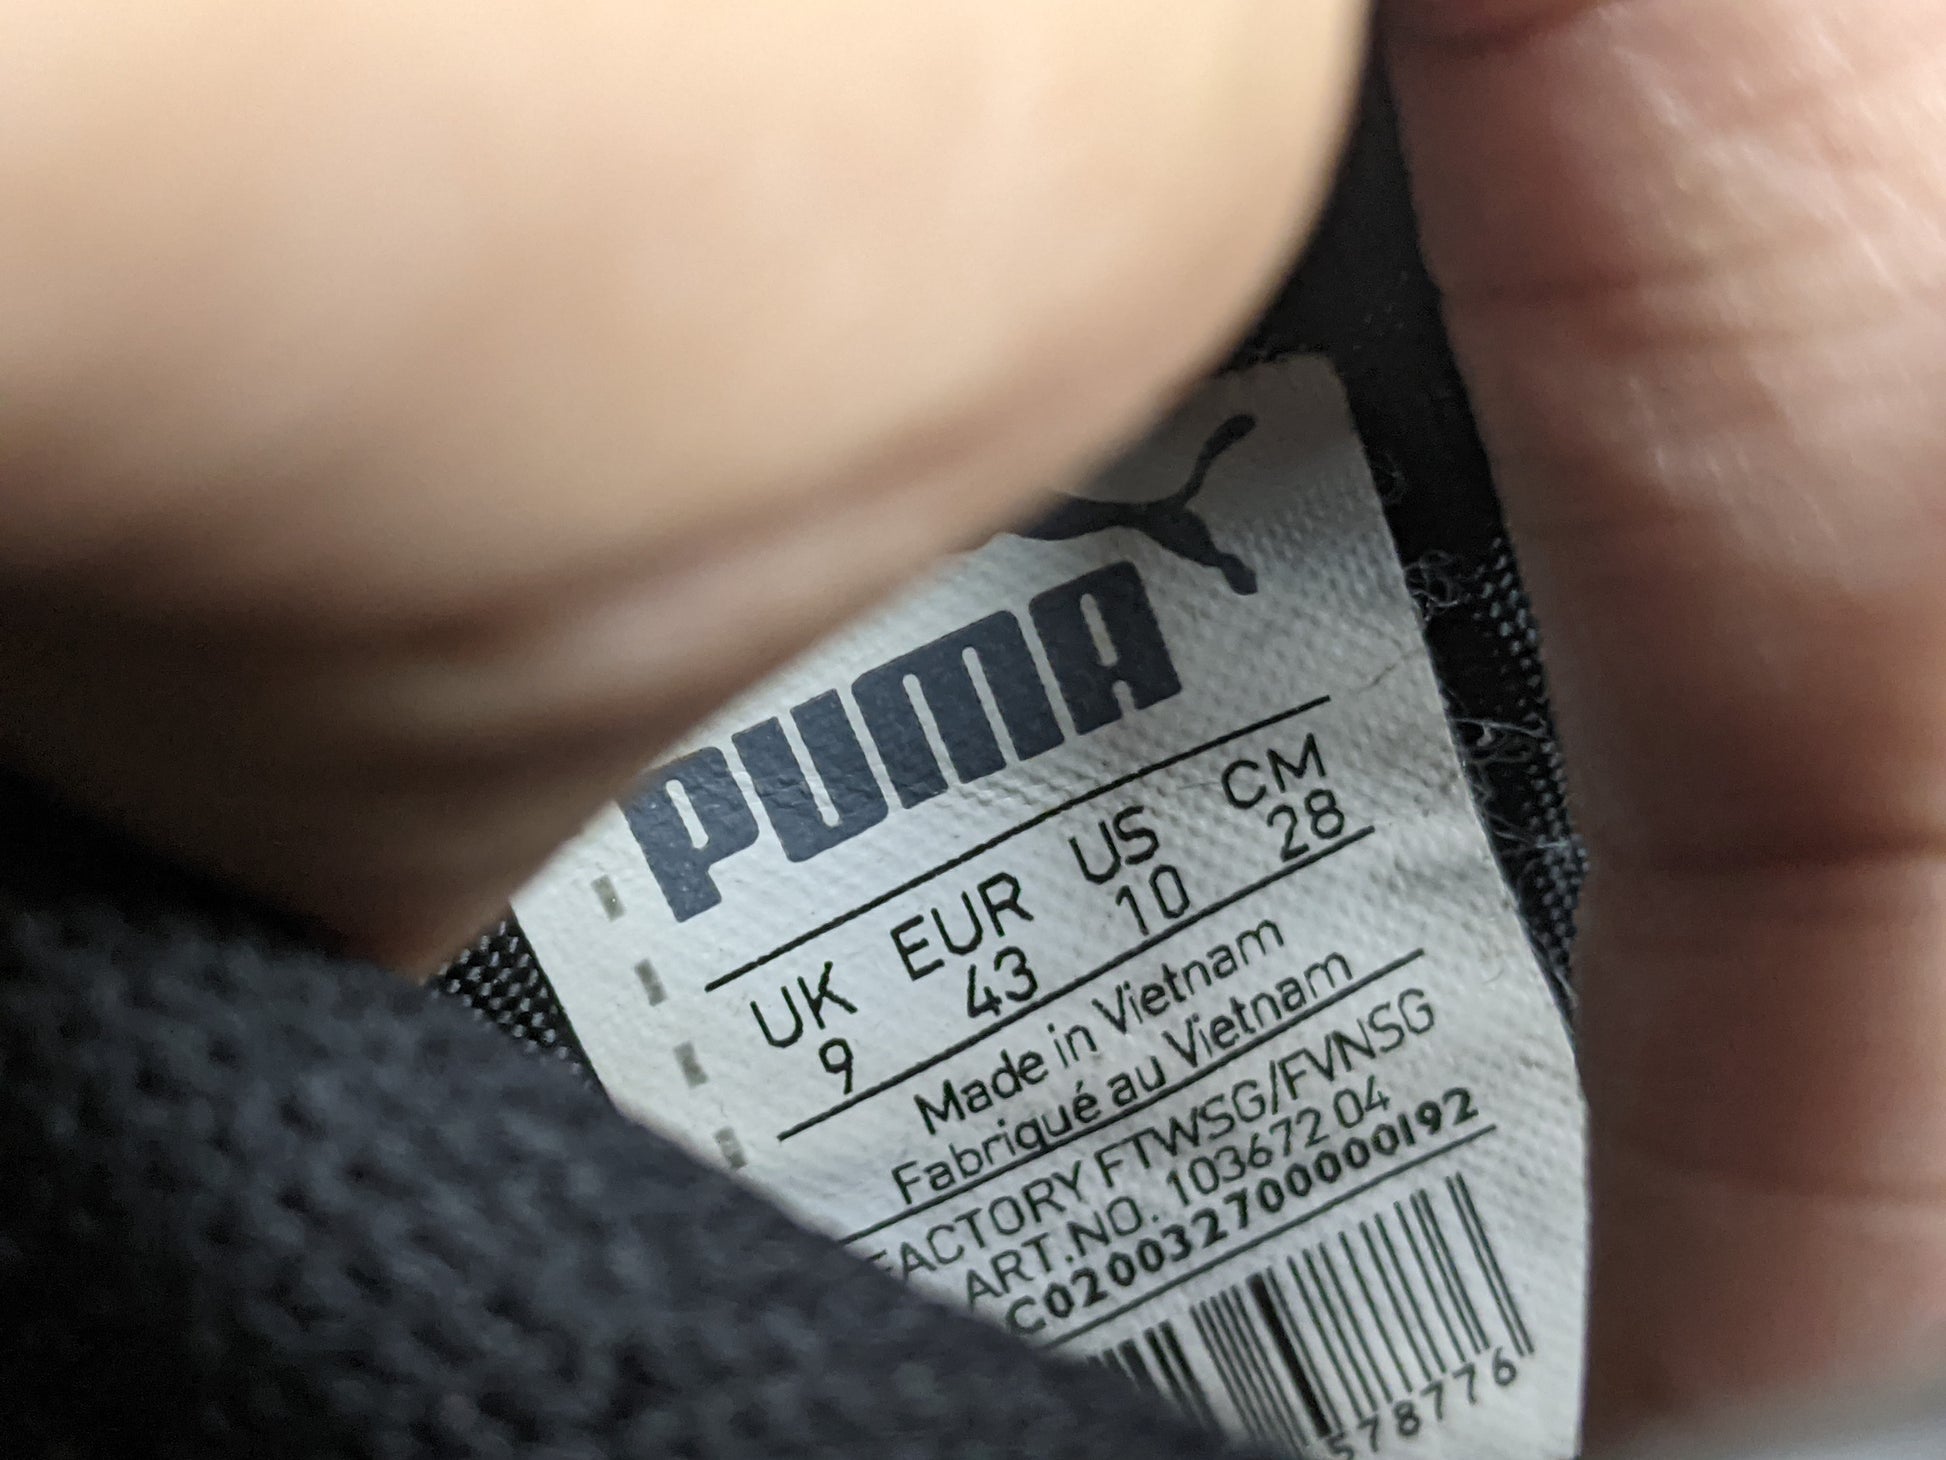 PUMA
UK EUR US CM
9 43 10 28
Made in Vietnam
Fabriqué au Vietnam
FACTORY FTWSG/FVNSG
ART.NO. 103672 04
C0200327000000192
578776